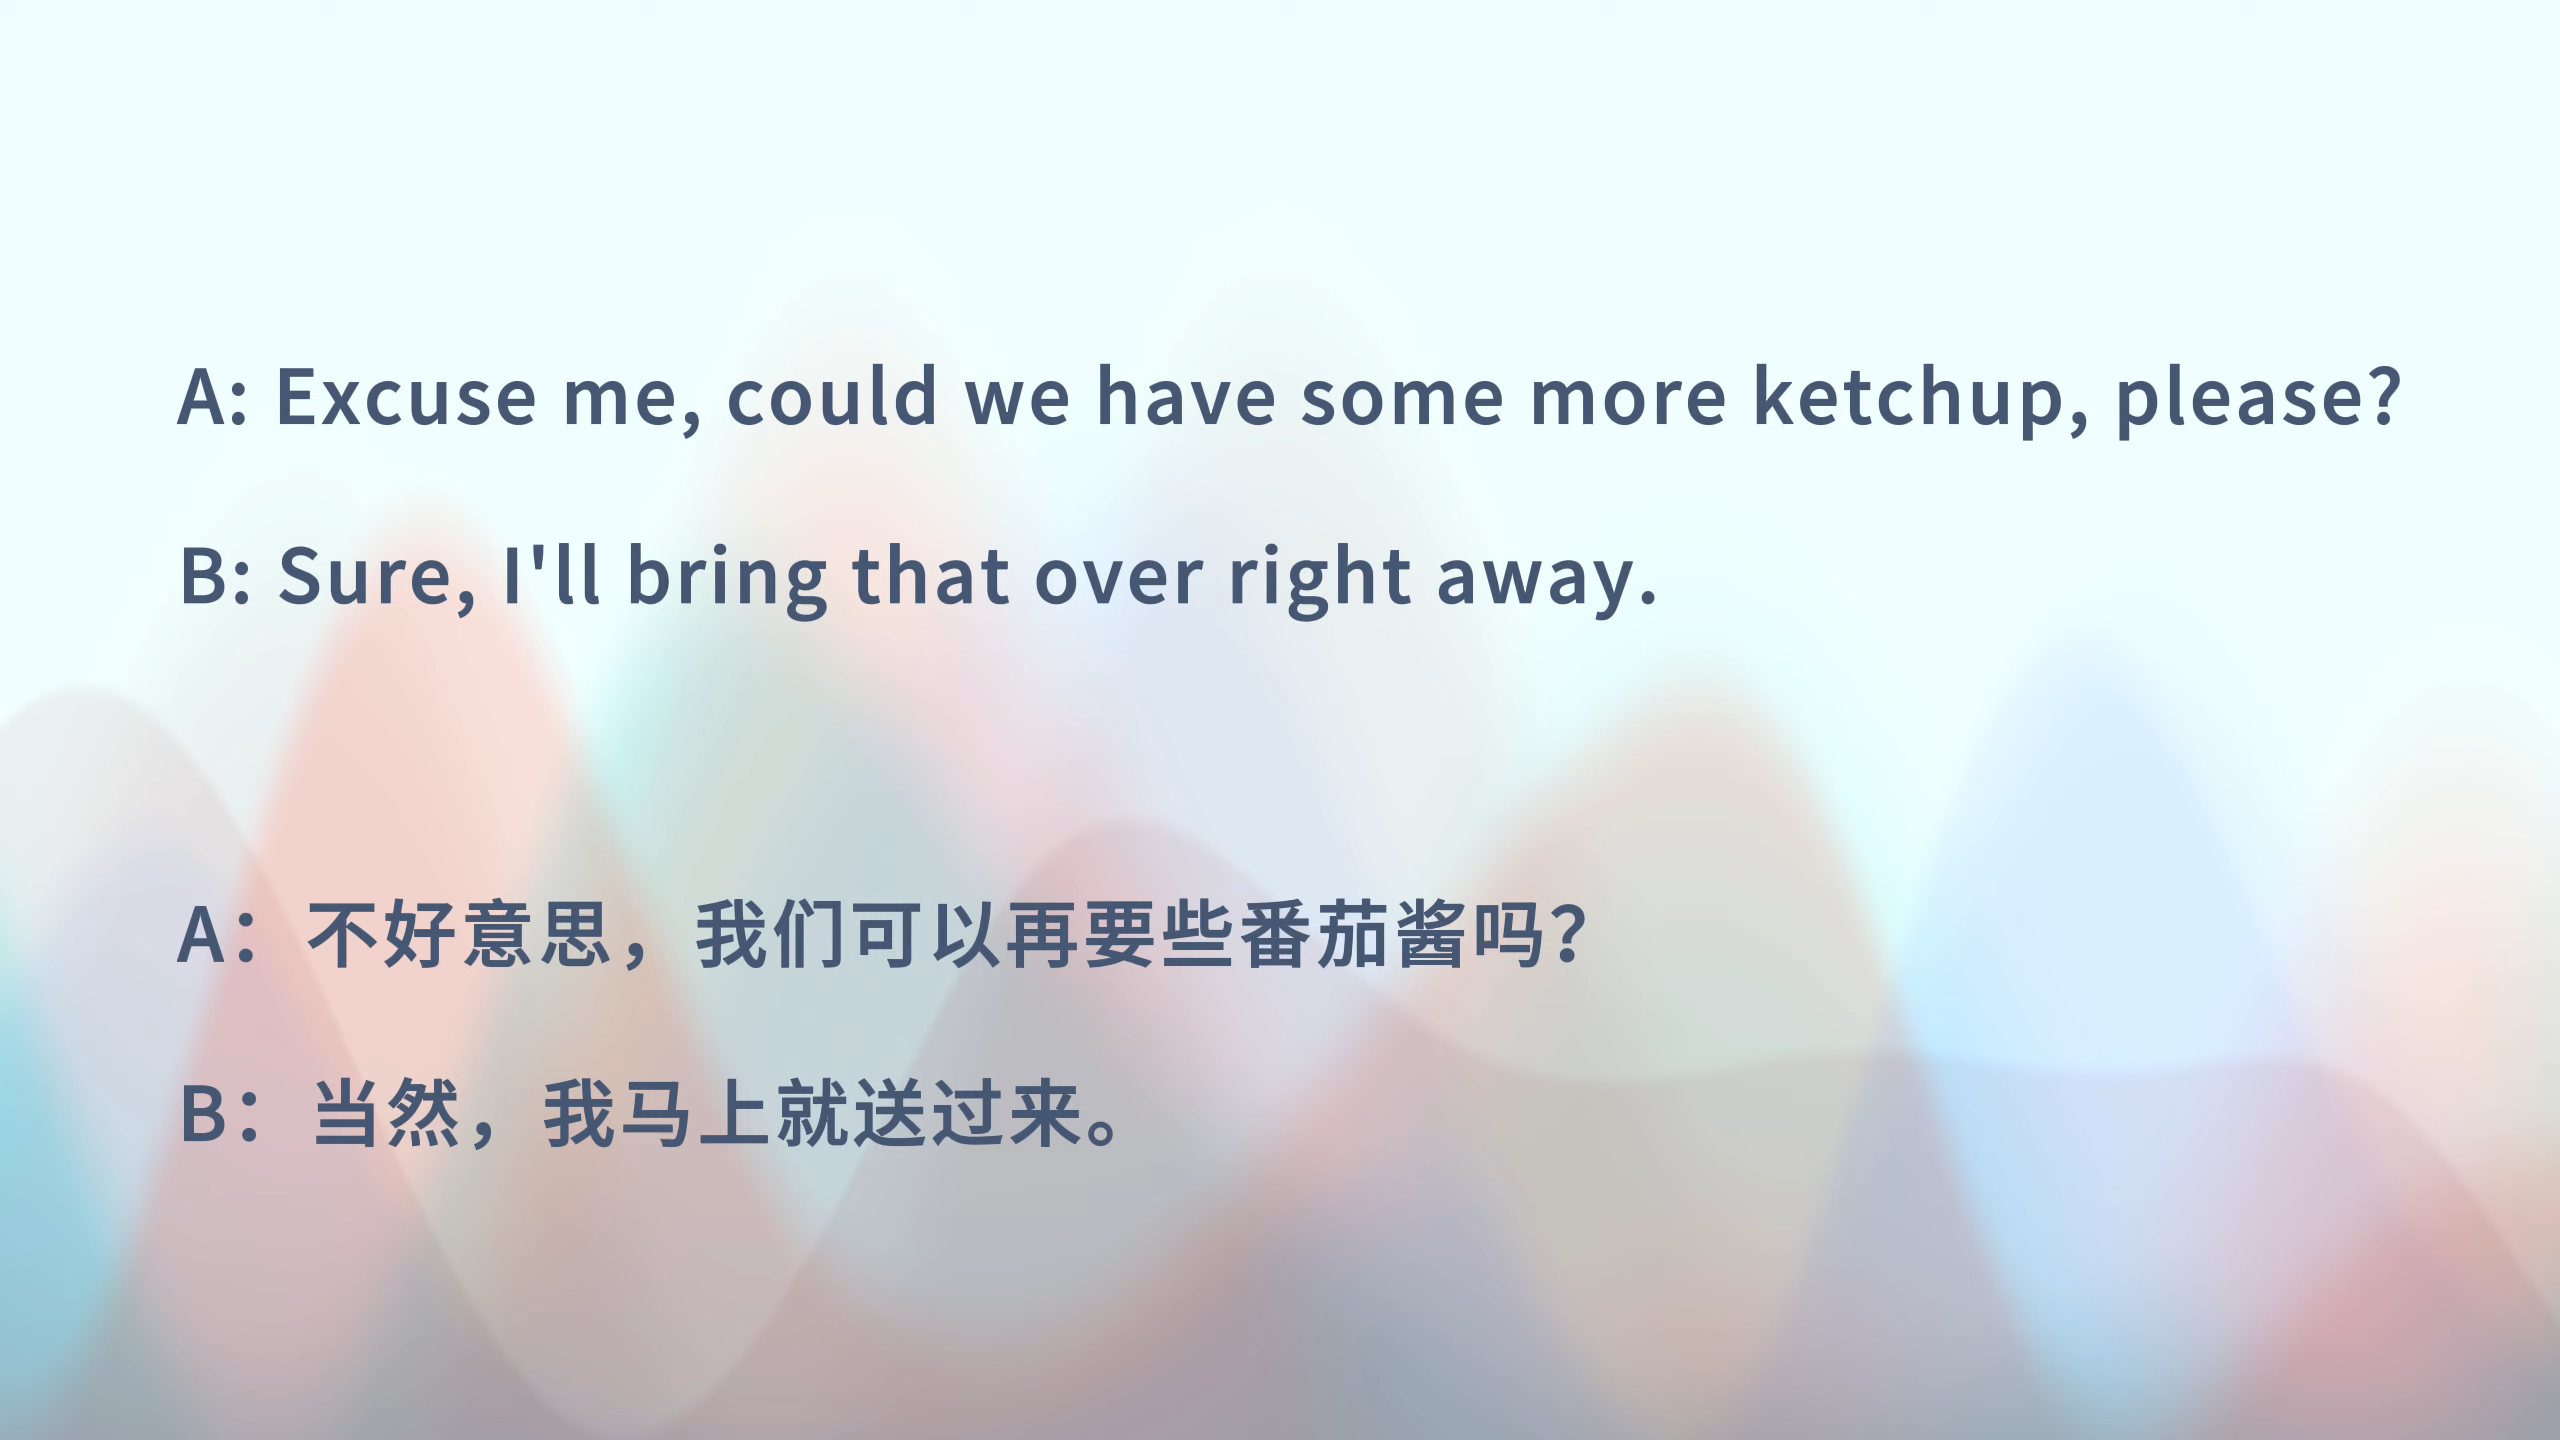 A: Excuse me, could we have some more ketchup, please?
B: Sure, I'll bring that over right away.
A：不好意思，我们可以再要些番茄酱吗？
B：当然，我马上就送过来。